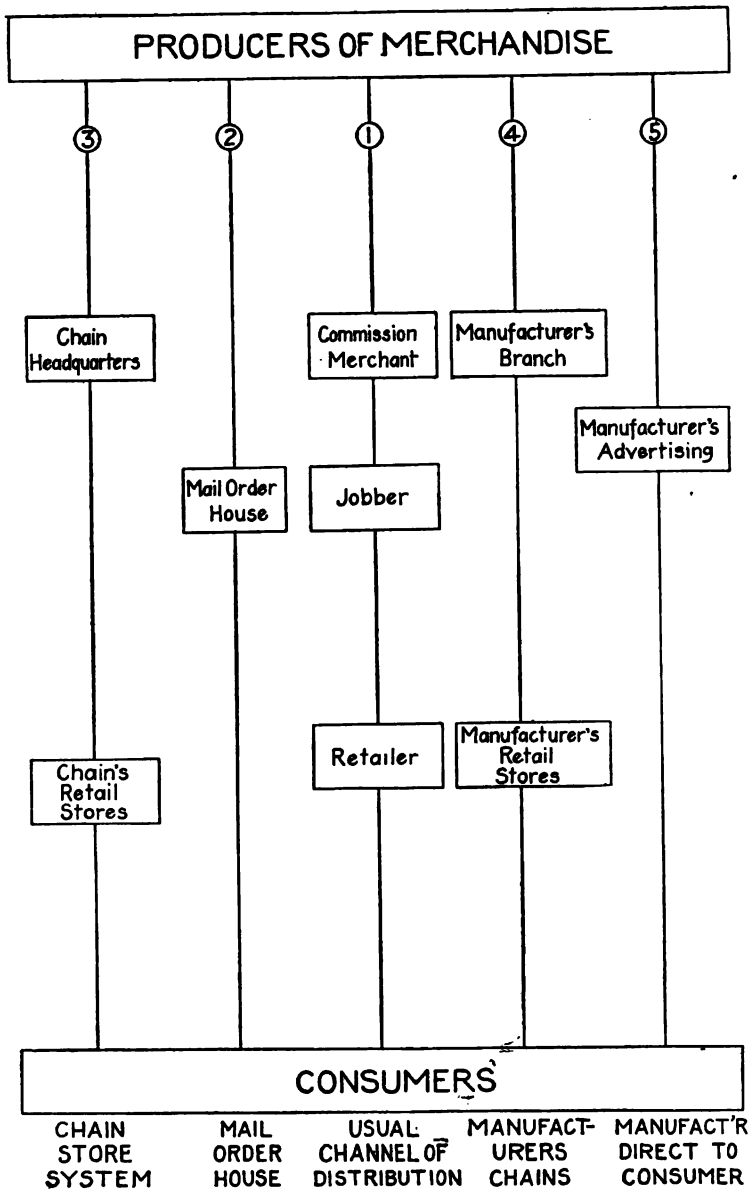 PRODUCERS OF MERCHANDISE
③
②
①
④
⑤
Chain
Headquarters
Commission
Merchant
Manufacturer's
Branch
Manufacturer's
Advertising
Mail Order
House
Jobber
Chain's
Retail
Stores
Retailer
Manufacturer's
Retail
Stores
CONSUMERS
CHAIN
STORE
SYSTEM
MAIL
ORDER
HOUSE
USUAL
CHANNEL OF
DISTRIBUTION
MANUFACT-
URERS
CHAINS
MANUFACT'R
DIRECT TO
CONSUMER